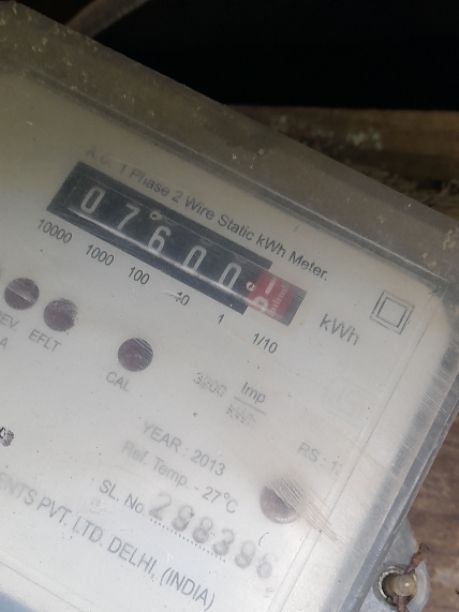 A.C. 1 Phase 2 Wire Static kWh Meter.
07600
10000 1000 100 10 1 1/10
kWh
EFLT
CAL
3200 Imp/kWh
YEAR : 2013
Ref. Temp. - 27°C
SL. No. 298396
PVT. LTD. DELHI, (INDIA)